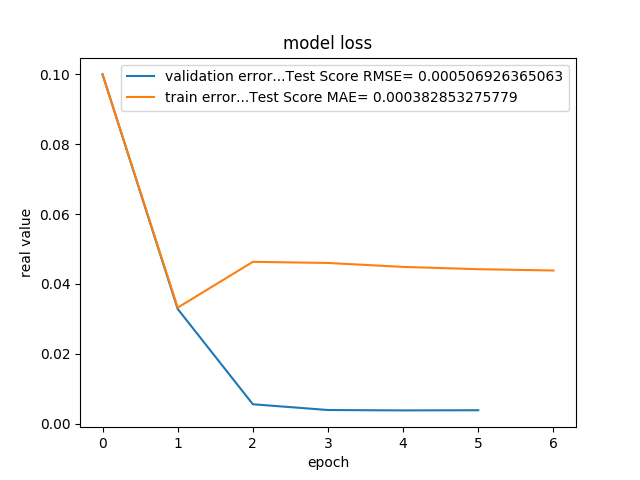 model loss
validation error...Test Score RMSE= 0.000506926365063
train error...Test Score MAE= 0.000382853275779
0.10
0.08
0.06
0.04
0.02
0.00
real value
0 1 2 3 4 5 6
epoch